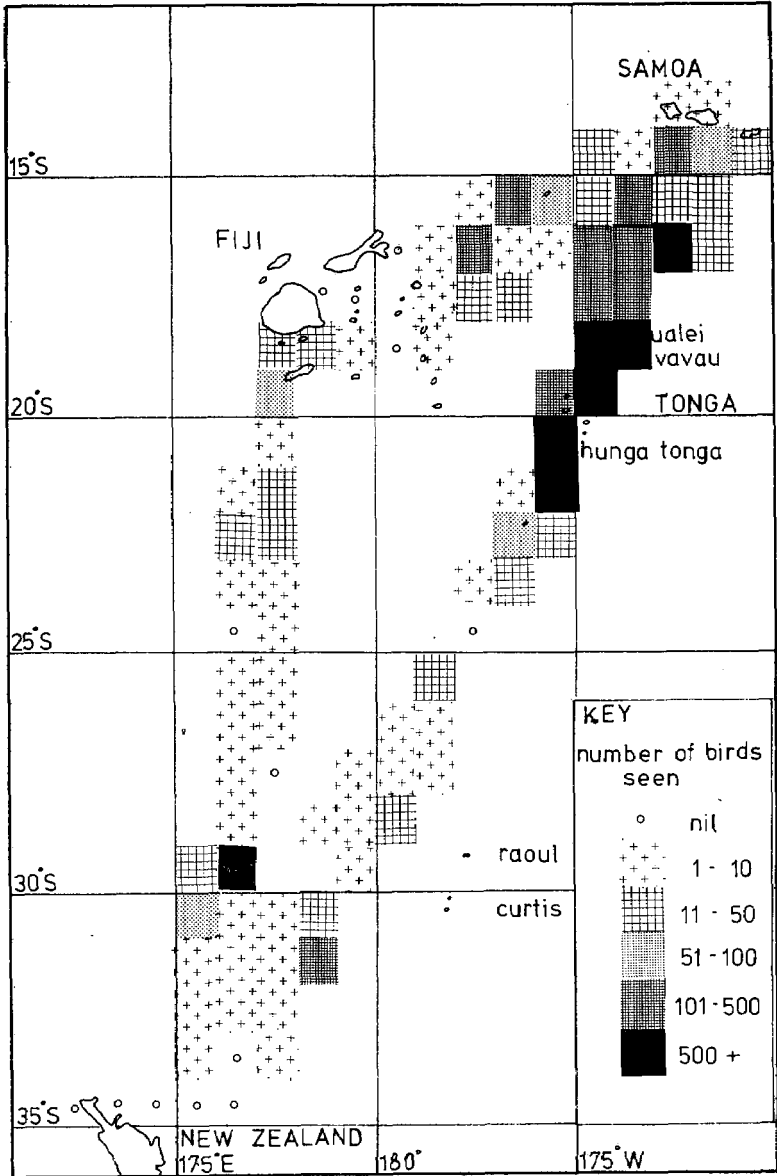 SAMOA
15°S
FIJI
ualei
vavau
20°S
TONGA
hunga tonga
25°S
KEY
number of birds
seen
nil
1 - 10
11 - 50
51 - 100
101 - 500
500 +
raoul
30°S
curtis
35°S
NEW ZEALAND
175°E
180°
175°W